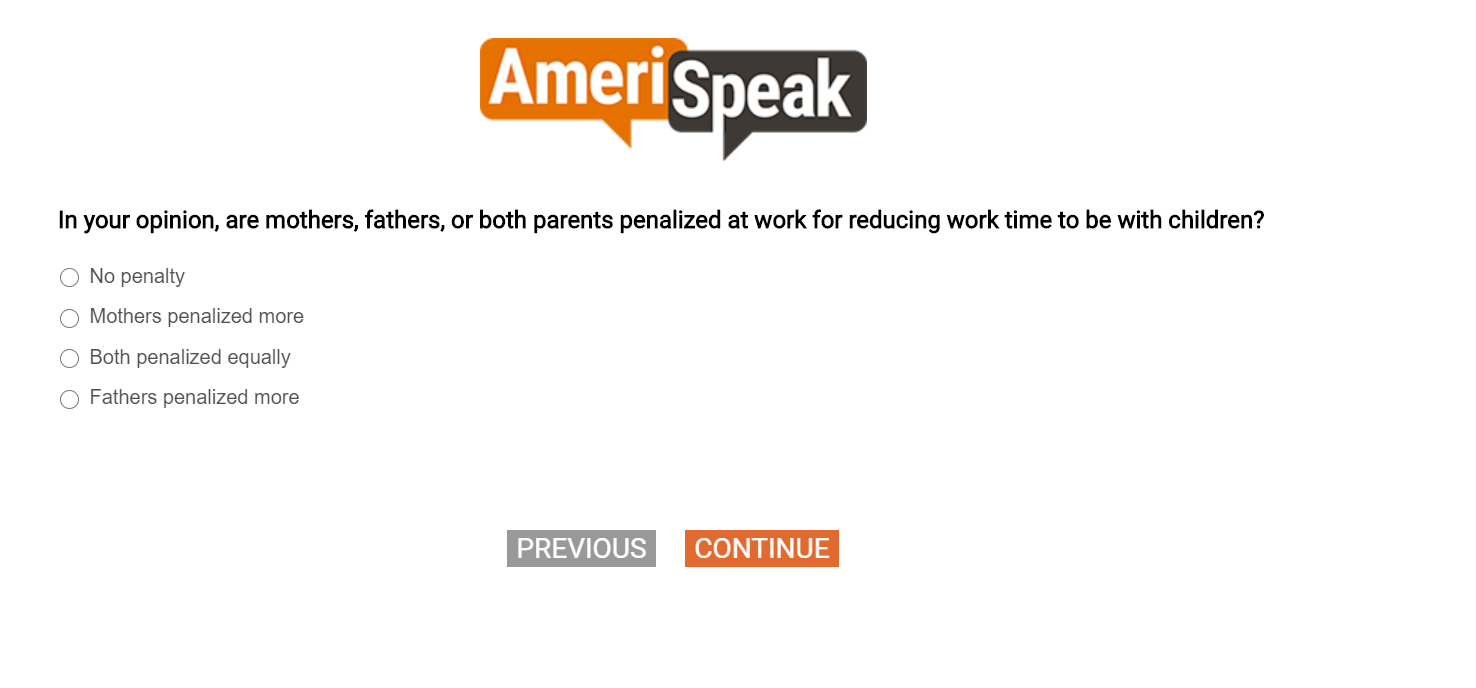 AmeriSpeak
In your opinion, are mothers, fathers, or both parents penalized at work for reducing work time to be with children?
No penalty
Mothers penalized more
Both penalized equally
Fathers penalized more
PREVIOUS CONTINUE